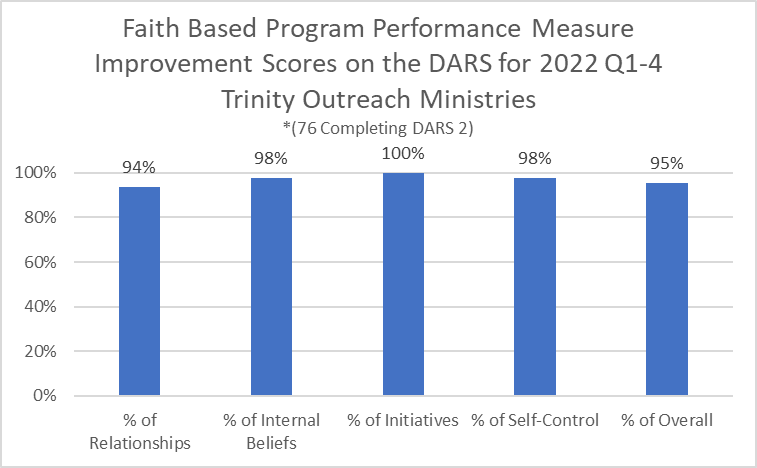 Faith Based Program Performance Measure
Improvement Scores on the DARS for 2022 Q1-4
Trinity Outreach Ministries
*(76 Completing DARS 2)
94%
98%
100%
98%
95%
100%
80%
60%
40%
20%
0%
% of
Relationships
% of Internal
Beliefs
% of Initiatives
% of Self-Control
% of Overall